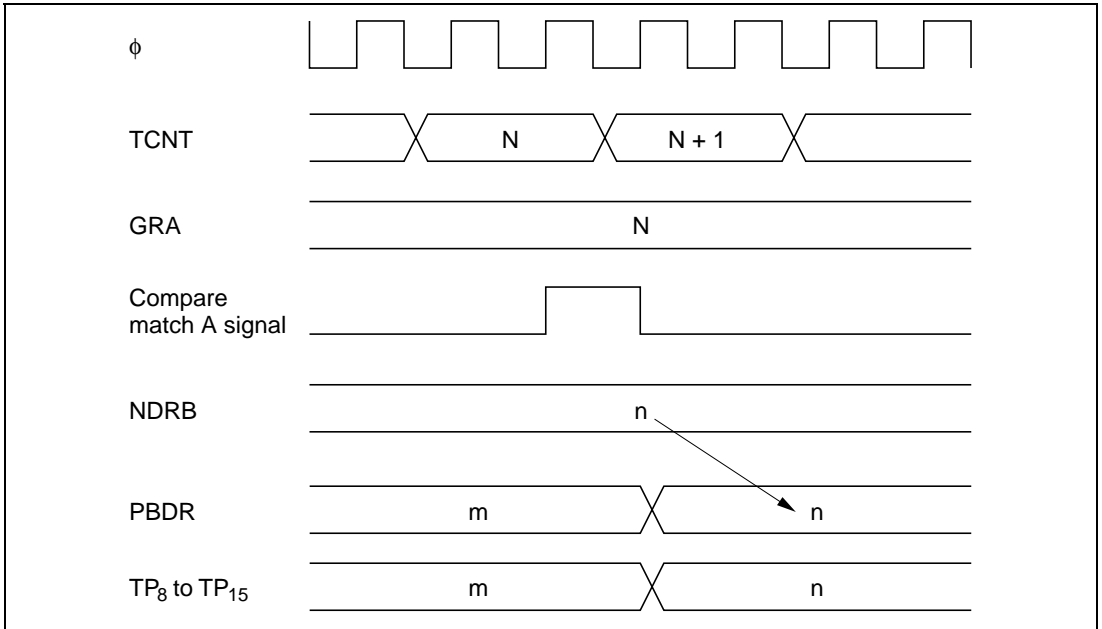 ϕ
TCNT N N + 1
GRA N
Compare
match A signal
NDRB n
PBDR m n
TP8 to TP15 m n